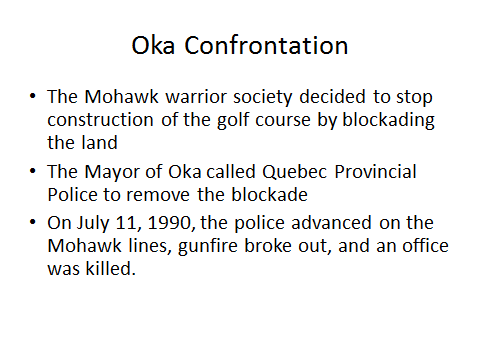 Oka Confrontation
• The Mohawk warrior society decided to stop
construction of the golf course by blockading
the land
• The Mayor of Oka called Quebec Provincial
Police to remove the blockade
• On July 11, 1990, the police advanced on the
Mohawk lines, gunfire broke out, and an office
was killed.